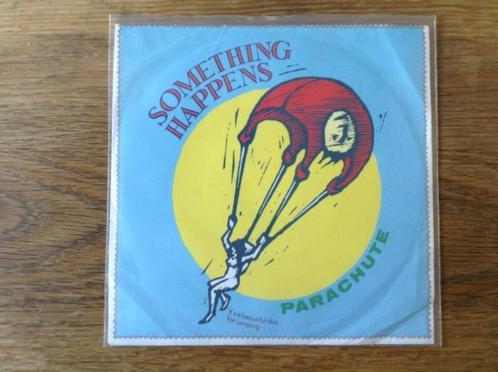 SOMETHING
HAPPENS
PARACHUTE
It's a beautiful day
for jumping